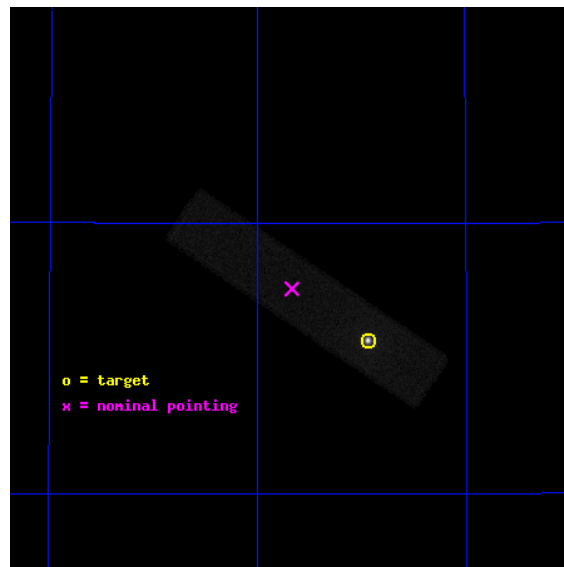 o = target
x = nominal pointing